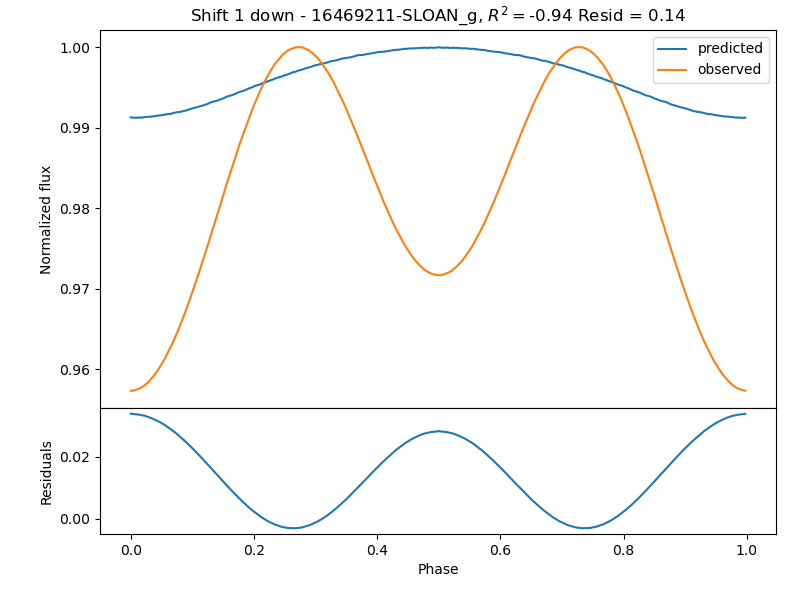 Shift 1 down - 16469211-SLOAN_g, R² = -0.94 Resid = 0.14
predicted
observed
Normalized flux
1.00
0.99
0.98
0.97
0.96
Residuals
0.02
0.00
0.0
0.2
0.4
0.6
0.8
1.0
Phase